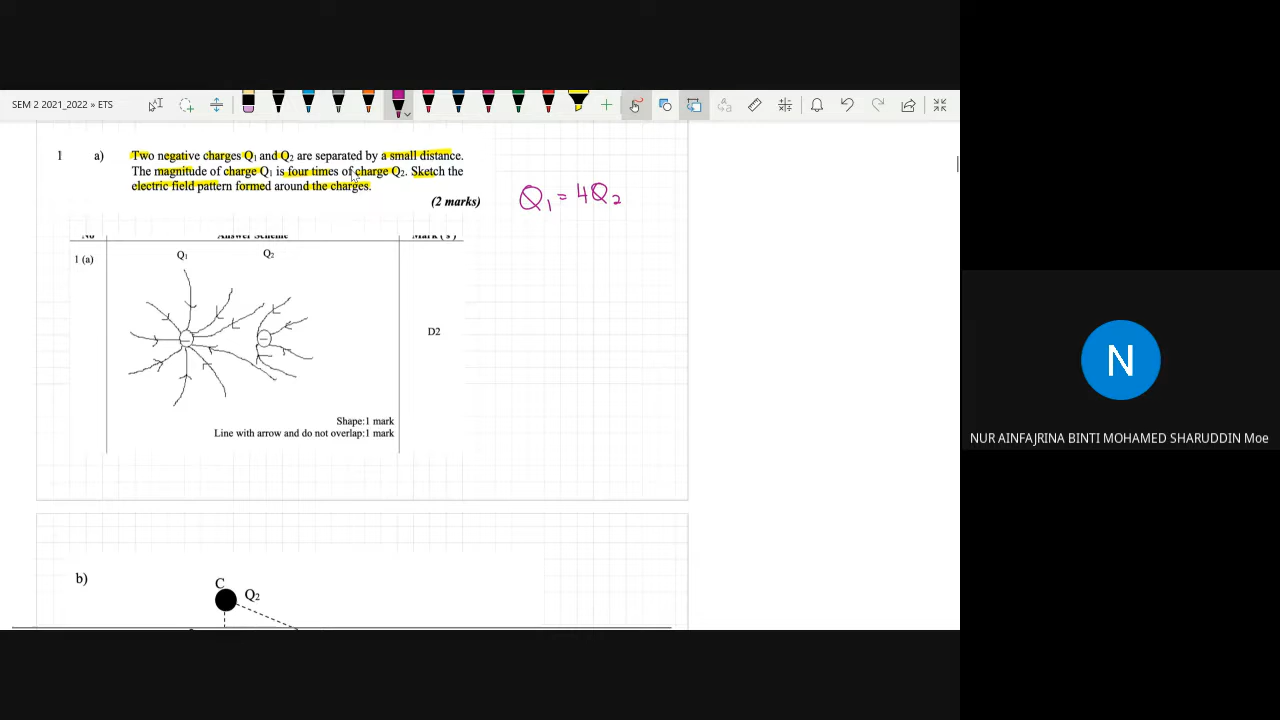 SEM 2 2021_2022 » ETS
1 a) Two negative charges Q₁ and Q₂ are separated by a small distance.
The magnitude of charge Q₁ is four times of charge Q₂. Sketch the
electric field pattern formed around the charges.
(2 marks)
Q₁ = 4Q₂
No Answer Scheme Mark ( s )
1 (a) Q₁ Q₂
D2
Shape:1 mark
Line with arrow and do not overlap:1 mark
b)
C
Q₂
N
NUR AINFAJRINA BINTI MOHAMED SHARUDDIN Moe